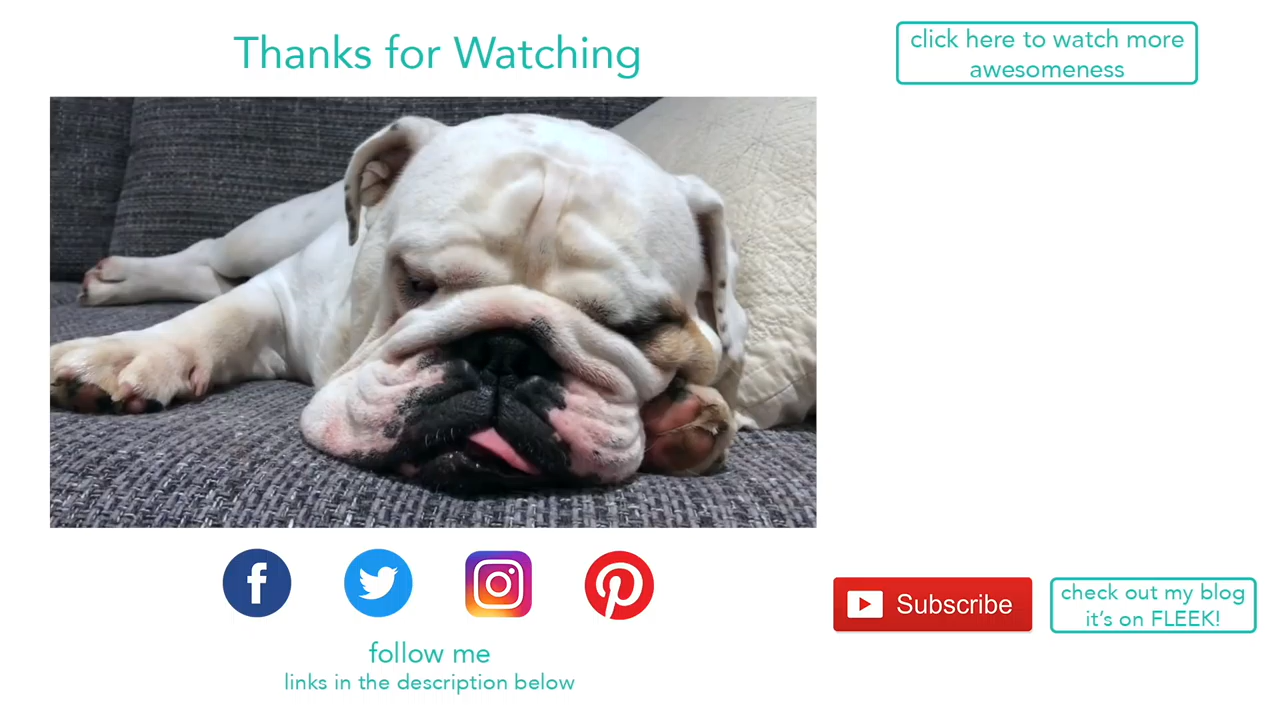 Thanks for Watching
click here to watch more
awesomeness
follow me
links in the description below
Subscribe
check out my blog
it's on FLEEK!